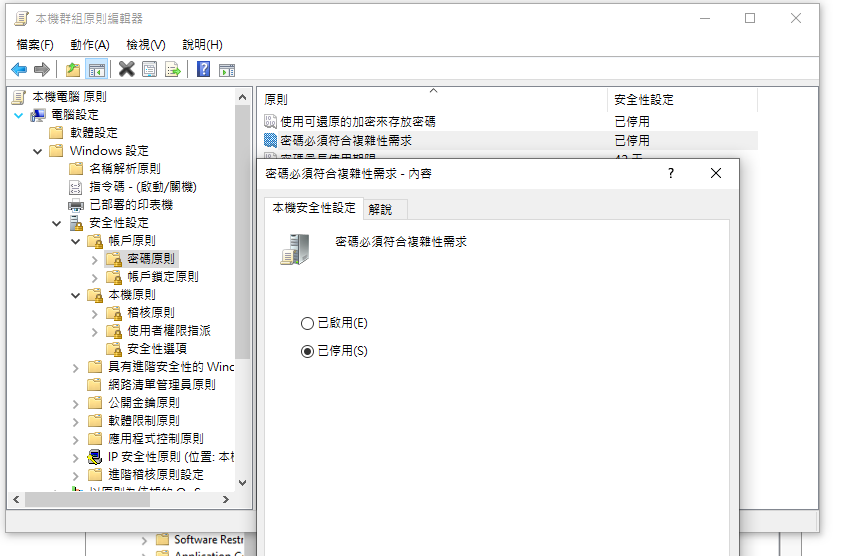 本機群組原則編輯器
檔案(F) 動作(A) 檢視(V) 說明(H)
本機電腦 原則
電腦設定
軟體設定
Windows 設定
名稱解析原則
指令碼 - (啟動/關機)
已部署的印表機
安全性設定
帳戶原則
密碼原則
帳戶鎖定原則
本機原則
稽核原則
使用者權限指派
安全性選項
具有進階安全性的 Winc
網路清單管理員原則
公開金鑰原則
軟體限制原則
應用程式控制原則
IP 安全性原則 (位置: 本機
進階稽核原則設定
原則 安全性設定
使用可還原的加密來存放密碼 已停用
密碼必須符合複雜性需求 已停用
密碼必須符合複雜性需求 - 內容
本機安全性設定 解說
密碼必須符合複雜性需求
已啟用(E)
已停用(S)
Software Restri